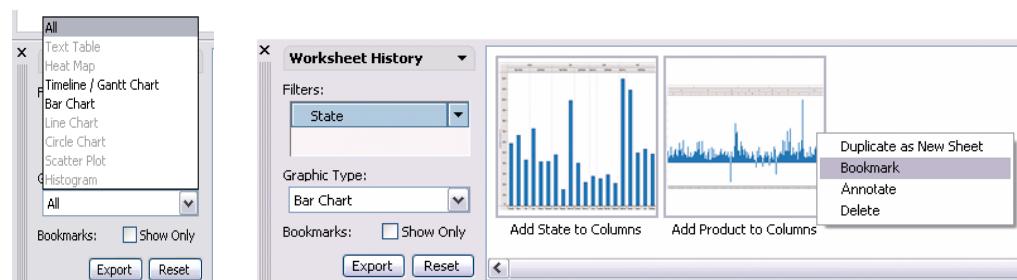 All
Text Table
Heat Map
Timeline / Gantt Chart
Bar Chart
Line Chart
Circle Chart
Scatter Plot
Histogram
All
Bookmarks: Show Only
Export Reset
Worksheet History
Filters:
State
Graphic Type:
Bar Chart
Bookmarks: Show Only
Export Reset
Add State to Columns
Add Product to Columns
Duplicate as New Sheet
Bookmark
Annotate
Delete